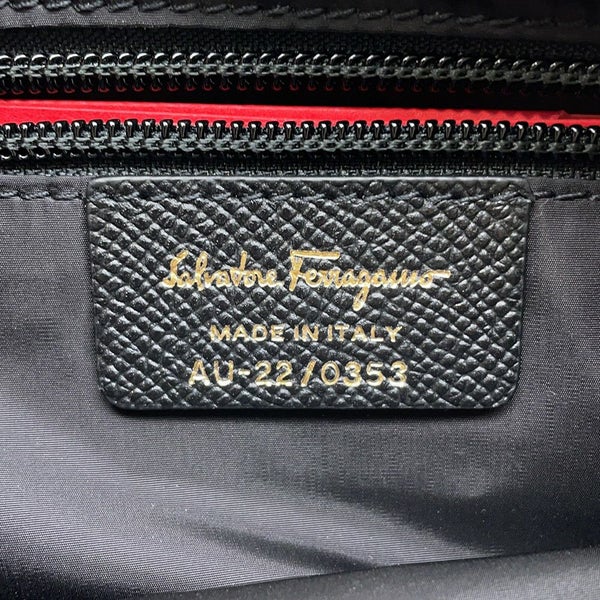 Salvatore Ferragamo
MADE IN ITALY
AU-22/0353